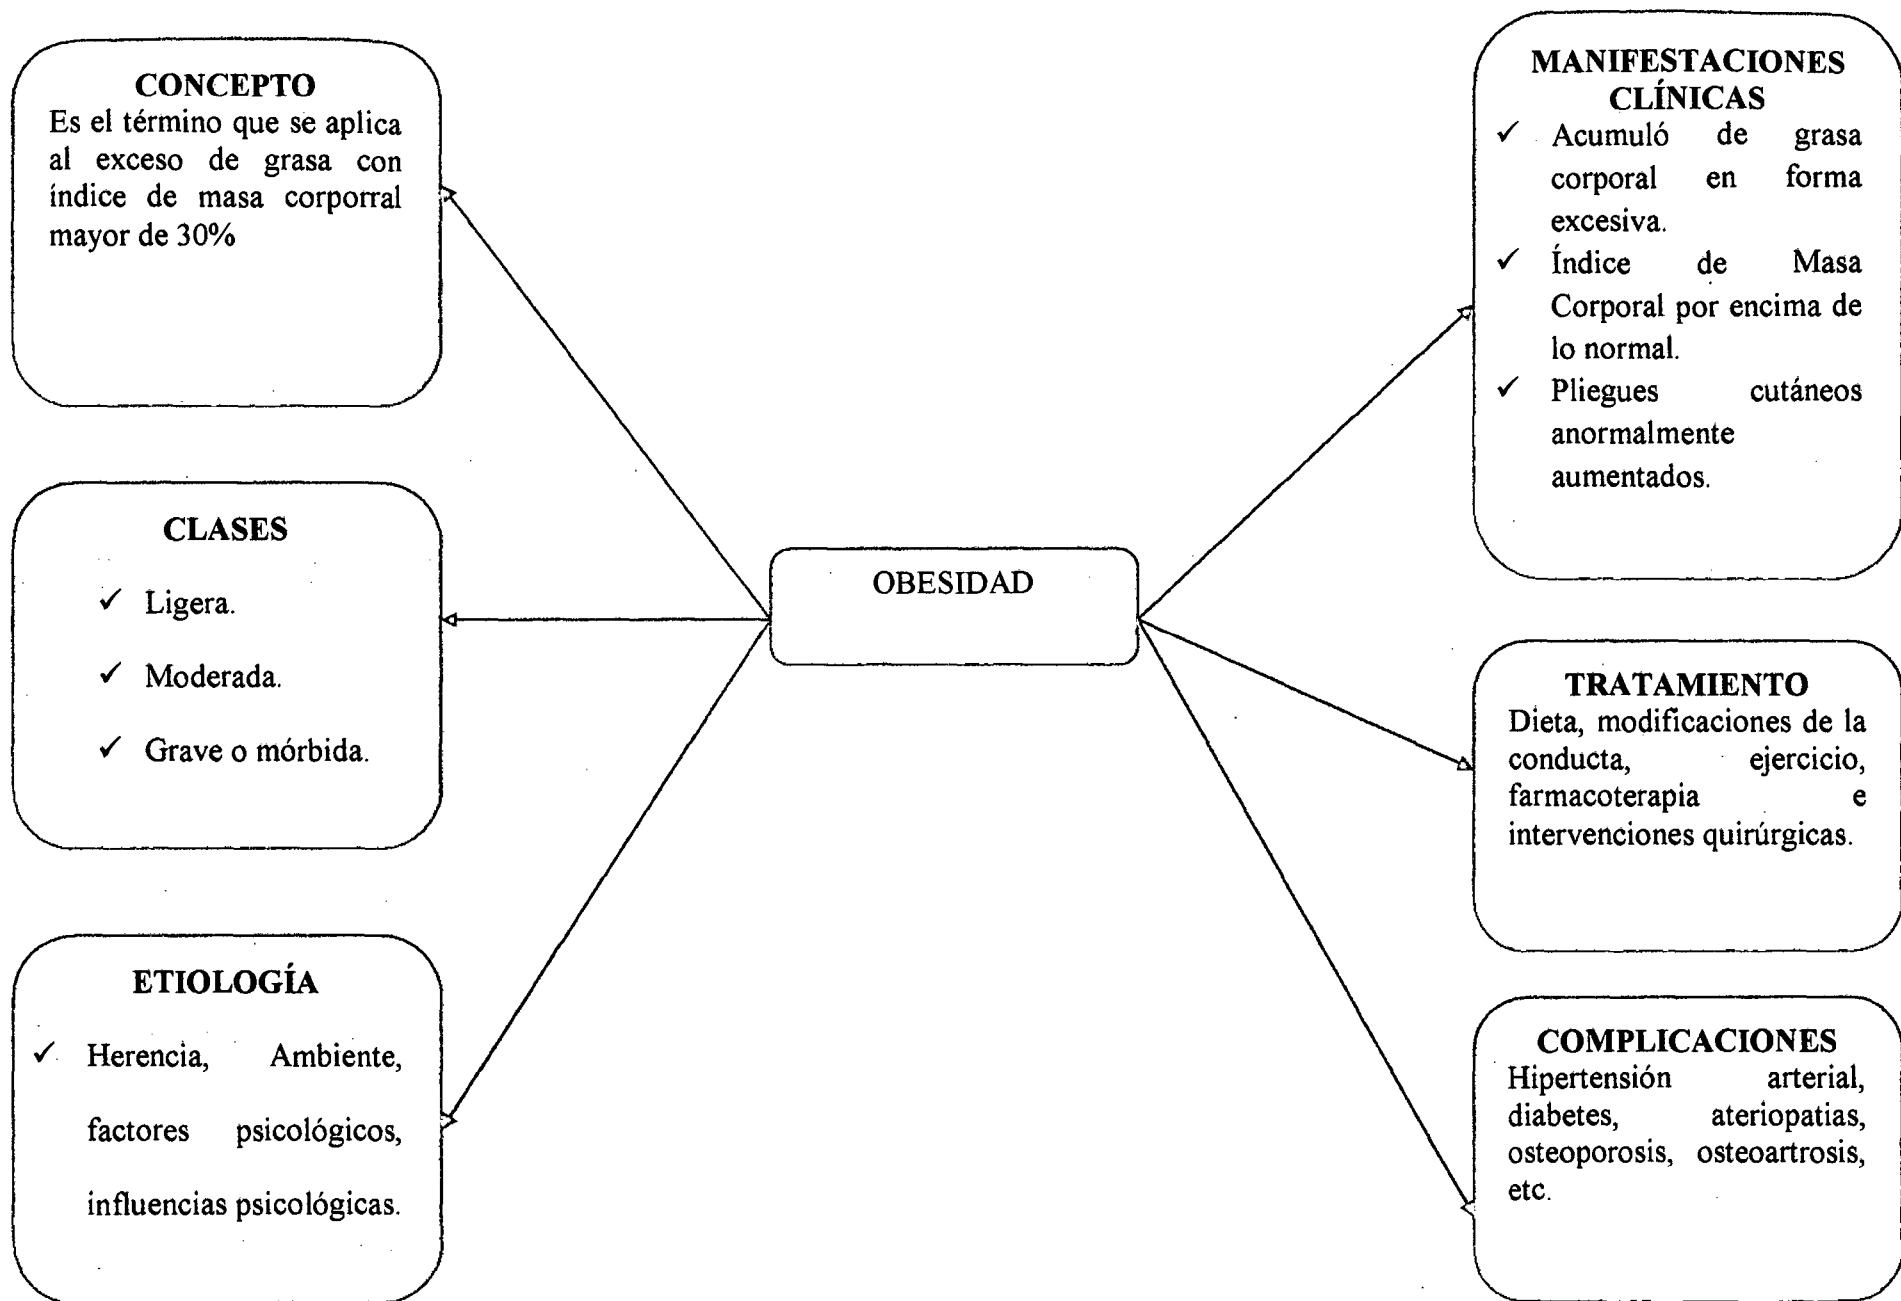 CONCEPTO
Es el término que se aplica
al exceso de grasa con
índice de masa corporral
mayor de 30%
CLASES
✓ Ligera.
✓ Moderada.
✓ Grave o mórbida.
ETIOLOGÍA
✓ Herencia, Ambiente,
factores psicológicos,
influencias psicológicas.
OBESIDAD
MANIFESTACIONES
CLÍNICAS
✓ Acumuló de grasa
corporal en forma
excesiva.
✓ Índice de Masa
Corporal por encima de
lo normal.
✓ Pliegues cutáneos
anormalmente
aumentados.
TRATAMIENTO
Dieta, modificaciones de la
conducta, ejercicio,
farmacoterapia e
intervenciones quirúrgicas.
COMPLICACIONES
Hipertensión arterial,
diabetes, ateriopatias,
osteoporosis, osteoartrosis,
etc.